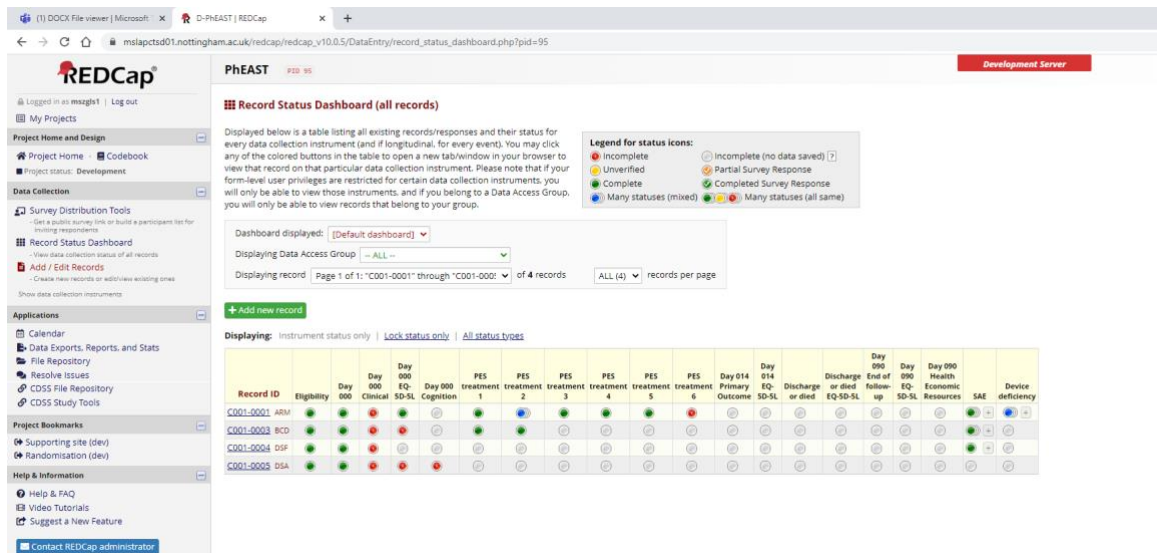 (1) DOCX File viewer | Microsoft
D-PhEAST | REDCap
mslapctsd01.nottingham.ac.uk/redcap/redcap_v10.0.5/DataEntry/record_status_dashboard.php?pid=95
REDCap
Logged in as mszgls1 | Log out
My Projects
Project Home and Design
Project Home · Codebook
Project status: Development
Data Collection
Survey Distribution Tools
- Get a public survey link or build a participant list for
inviting respondents
Record Status Dashboard
- View data collection status of all records
Add / Edit Records
- Create new records or edit/view existing ones
Show data collection instruments
Applications
Calendar
Data Exports, Reports, and Stats
File Repository
Resolve Issues
CDSS File Repository
CDSS Study Tools
Project Bookmarks
Supporting site (dev)
Randomisation (dev)
Help & Information
Help & FAQ
Video Tutorials
Suggest a New Feature
Contact REDCap administrator
PhEAST PID 95
Development Server
Record Status Dashboard (all records)
Displayed below is a table listing all existing records/responses and their status for
every data collection instrument (and if longitudinal, for every event). You may click
any of the colored buttons in the table to open a new tab/window in your browser to
view that record on that particular data collection instrument. Please note that if your
form-level user privileges are restricted for certain data collection instruments, you
will only be able to view those instruments, and if you belong to a Data Access Group,
you will only be able to view records that belong to your group.
Legend for status icons:
Incomplete
Incomplete (no data saved) ?
Unverified
Partial Survey Response
Complete
Completed Survey Response
Many statuses (mixed)
Many statuses (all same)
Dashboard displayed: [Default dashboard]
Displaying Data Access Group -- ALL --
Displaying record Page 1 of 1: "C001-0001" through "C001-000! of 4 records ALL (4) records per page
+ Add new record
Displaying: Instrument status only | Lock status only | All status types
Record ID
Eligibility
Day 000
Day 000 Clinical
Day 000 EQ-5D-5L
Day 000 Cognition
PES treatment 1
PES treatment 2
PES treatment 3
PES treatment 4
PES treatment 5
PES treatment 6
Day 014 Primary Outcome
Day 014 EQ-5D-5L
Discharge or died
Discharge or died EQ-5D-5L
Day 090 End of follow-up
Day 090 EQ-5D-5L
Day 090 Health Economic Resources
SAE
Device deficiency
C001-0001 ARM
C001-0003 BCD
C001-0004 DSF
C001-0005 DSA